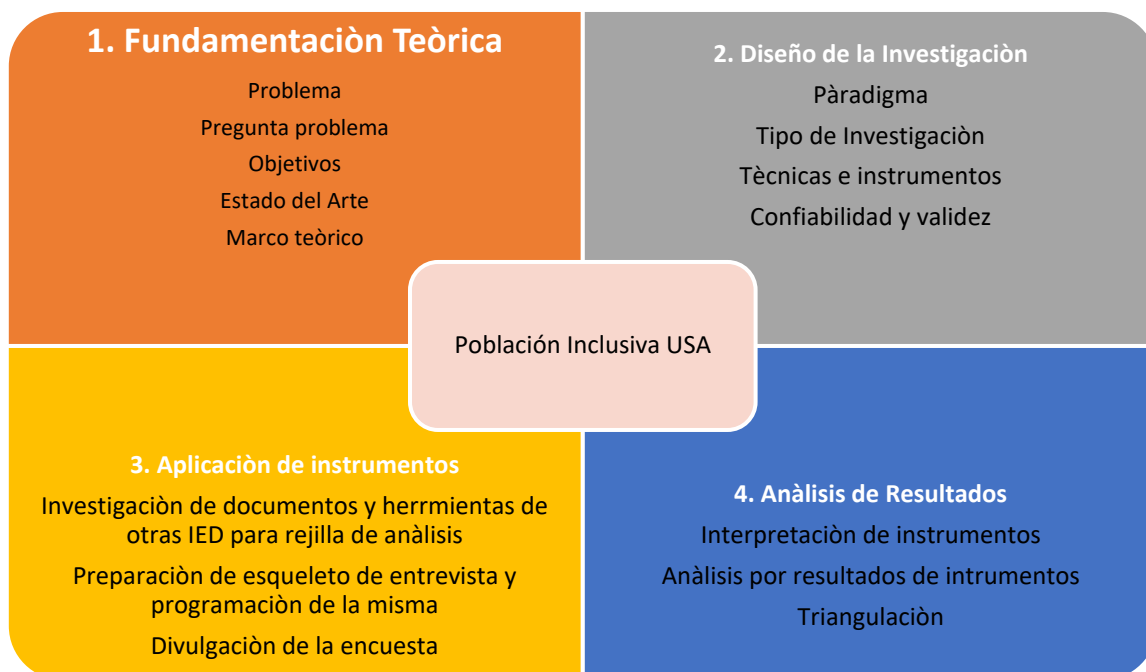 1. Fundamentaciòn Teòrica
Problema
Pregunta problema
Objetivos
Estado del Arte
Marco teòrico
2. Diseño de la Investigaciòn
Pàradigma
Tipo de Investigaciòn
Tècnicas e instrumentos
Confiabilidad y validez
Población Inclusiva USA
3. Aplicaciòn de instrumentos
Investigaciòn de documentos y herrmientas de
otras IED para rejilla de anàlisis
Preparaciòn de esqueleto de entrevista y
programaciòn de la misma
Divulgaciòn de la encuesta
4. Anàlisis de Resultados
Interpretaciòn de instrumentos
Anàlisis por resultados de intrumentos
Triangulaciòn